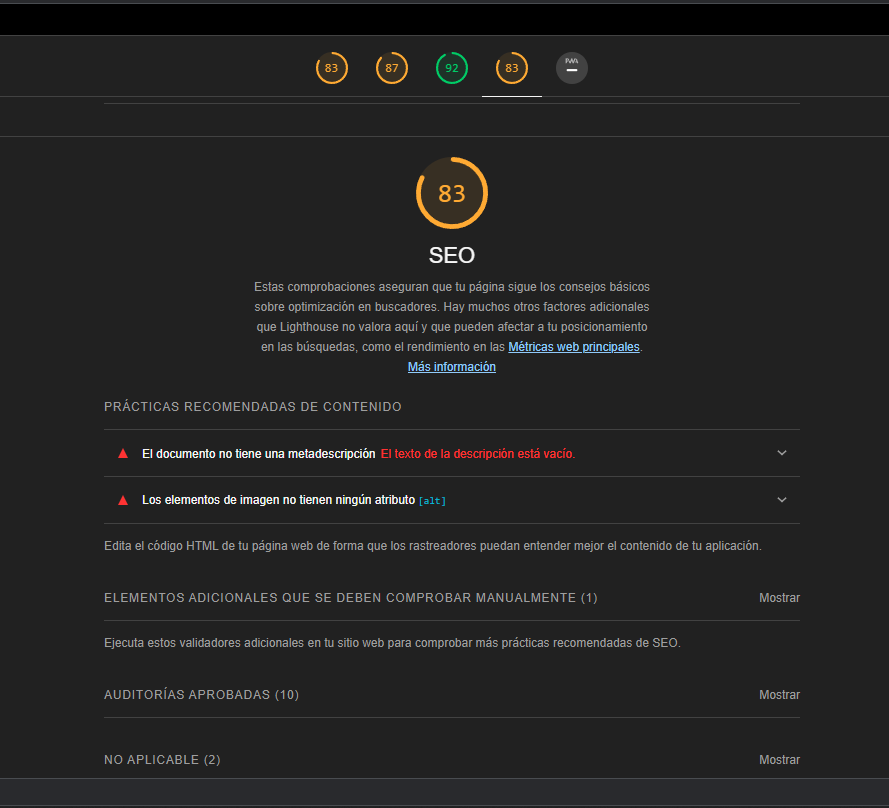 83
87
92
83
PWA
83
SEO
Estas comprobaciones aseguran que tu página sigue los consejos básicos
sobre optimización en buscadores. Hay muchos otros factores adicionales
que Lighthouse no valora aquí y que pueden afectar a tu posicionamiento
en las búsquedas, como el rendimiento en las Métricas web principales.
Más información
PRÁCTICAS RECOMENDADAS DE CONTENIDO
El documento no tiene una metadescripción El texto de la descripción está vacío.
Los elementos de imagen no tienen ningún atributo [alt]
Edita el código HTML de tu página web de forma que los rastreadores puedan entender mejor el contenido de tu aplicación.
ELEMENTOS ADICIONALES QUE SE DEBEN COMPROBAR MANUALMENTE (1)
Mostrar
Ejecuta estos validadores adicionales en tu sitio web para comprobar más prácticas recomendadas de SEO.
AUDITORÍAS APROBADAS (10)
Mostrar
NO APLICABLE (2)
Mostrar